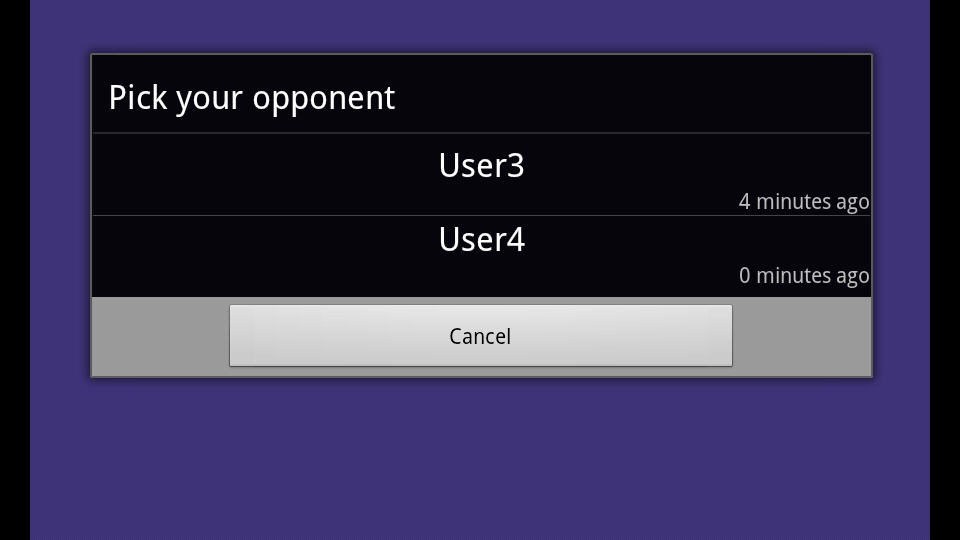 Pick your opponent
User3
4 minutes ago
User4
0 minutes ago
Cancel